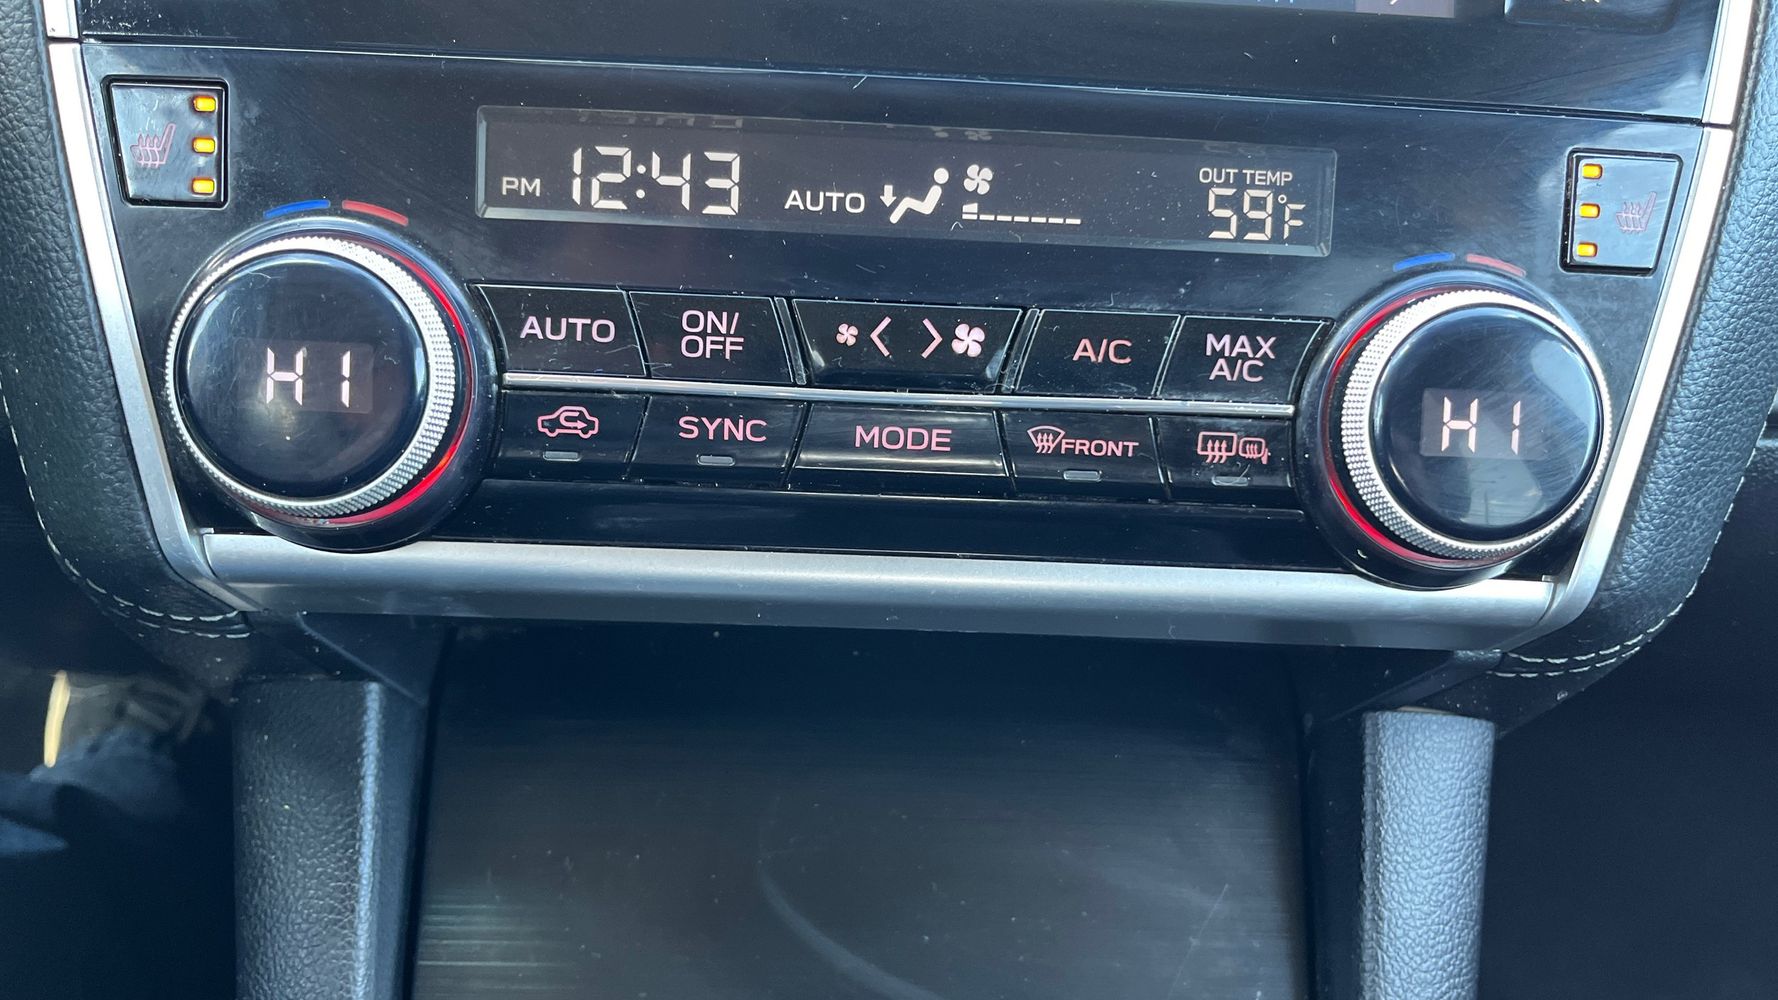 PM 12:43 AUTO
OUT TEMP
59°F
HI
AUTO
ON/
OFF
A/C
MAX
A/C
HI
SYNC
MODE
FRONT